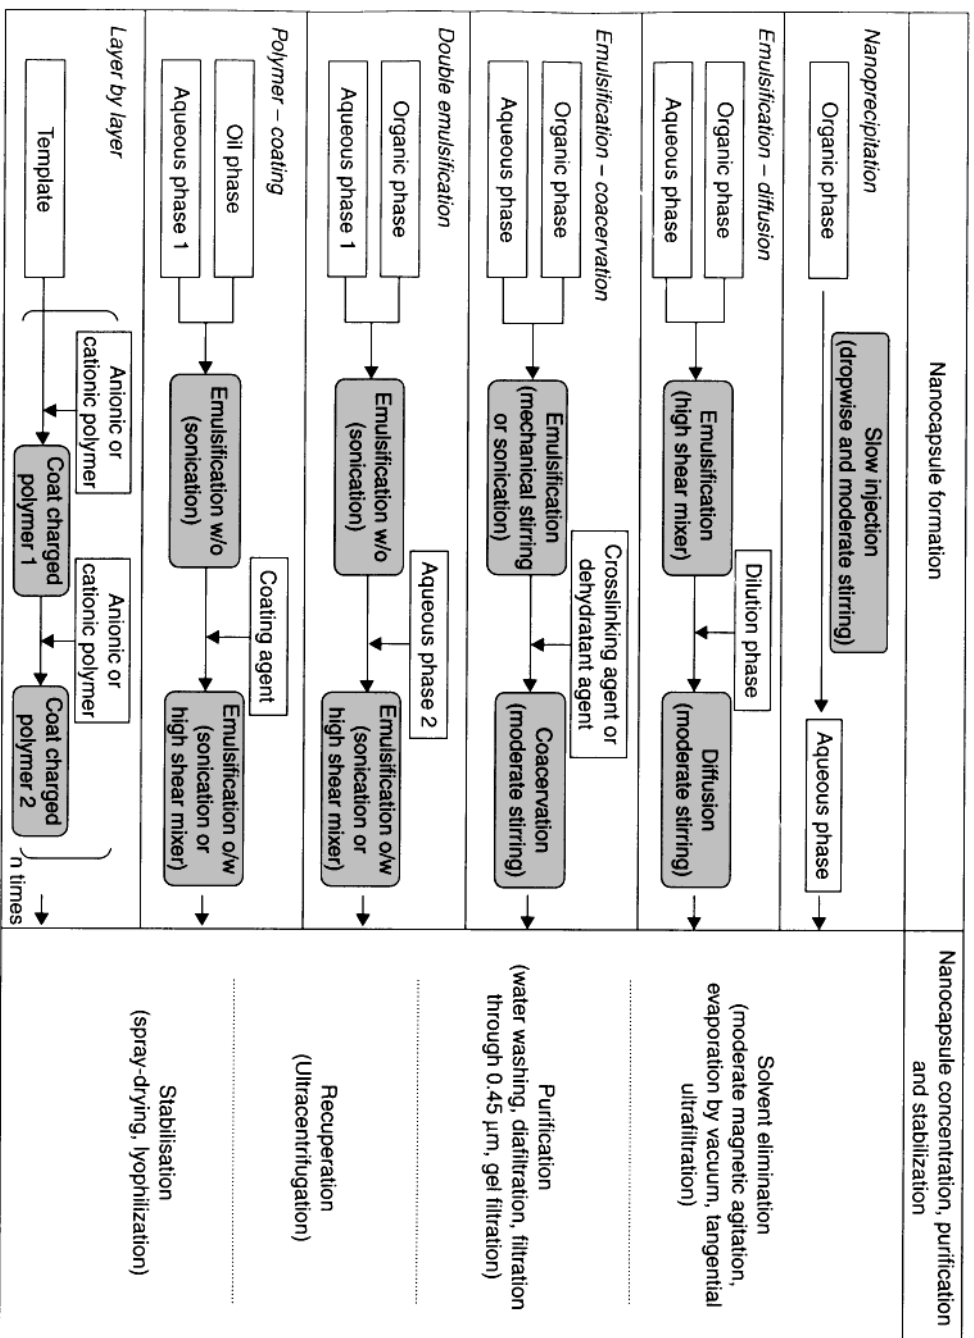 Nanocapsule formation
Nanocapsule concentration, purification
and stabilization
Nanoprecipitation
Organic phase
Slow injection
(dropwise and moderate stirring)
Aqueous phase
Emulsification – diffusion
Organic phase
Aqueous phase
Emulsification
(high shear mixer)
Dilution phase
Diffusion
(moderate stirring)
Emulsification – coacervation
Organic phase
Aqueous phase
Emulsification
(mechanical stirring
or sonication)
Crosslinking agent or
dehydratant agent
Coacervation
(moderate stirring)
Double emulsification
Organic phase
Aqueous phase 1
Emulsification w/o
(sonication)
Aqueous phase 2
Emulsification o/w
(sonication or
high shear mixer)
Polymer – coating
Oil phase
Aqueous phase 1
Emulsification w/o
(sonication)
Coating agent
Emulsification o/w
(sonication or
high shear mixer)
Layer by layer
Template
Anionic or
cationic polymer
Coat charged
polymer 1
Anionic or
cationic polymer
Coat charged
polymer 2
n times
Solvent elimination
(moderate magnetic agitation,
evaporation by vacuum, tangential
ultrafiltration)
Purification
(water washing, diafiltration, filtration
through 0.45 μm, gel filtration)
Recuperation
(Ultracentrifugation)
Stabilisation
(spray-drying, lyophilization)